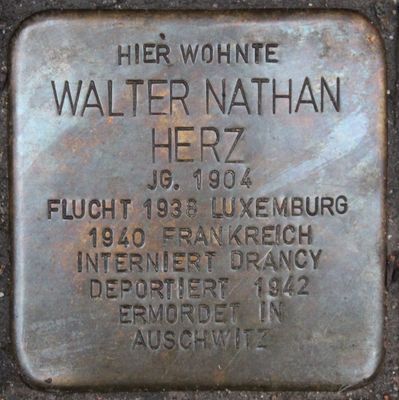 HIER WOHNTE
WALTER NATHAN
HERZ
JG. 1904
FLUCHT 1938 LUXEMBURG
1940 FRANKREICH
INTERNIERT DRANCY
DEPORTIERT 1942
ERMORDET IN
AUSCHWITZ